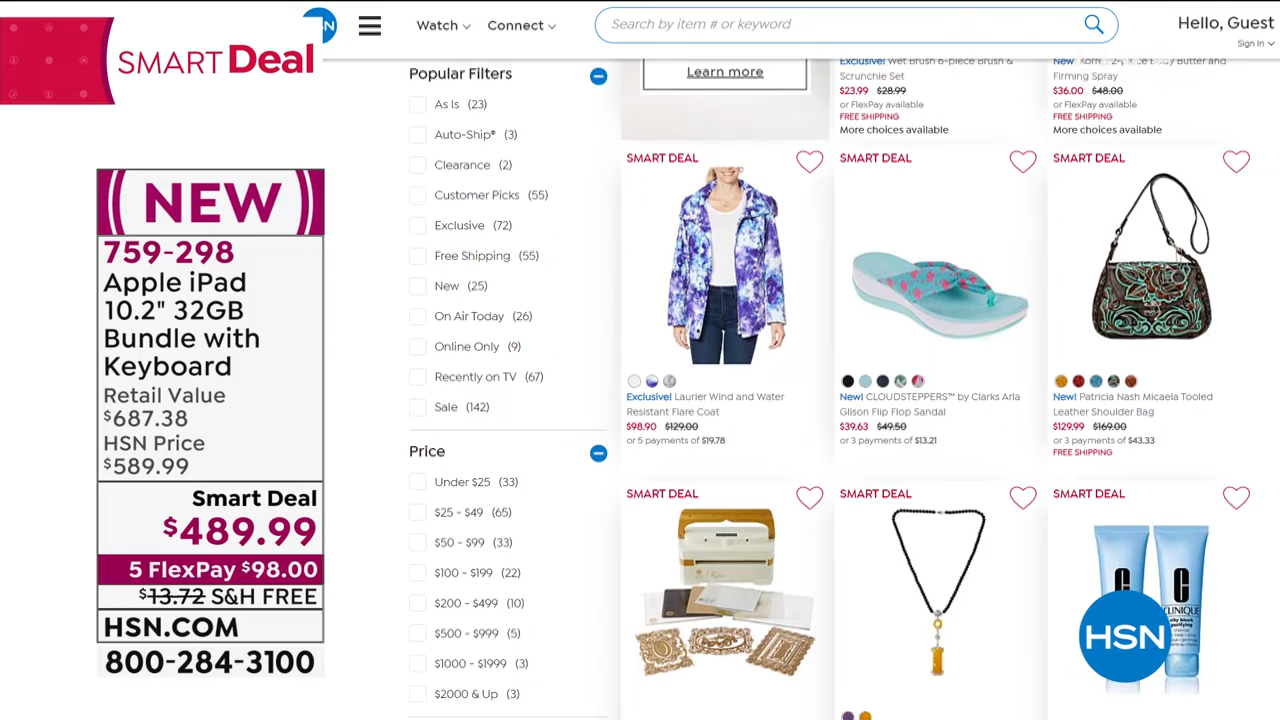 SMART Deal
NEW
759-298
Apple iPad
10.2" 32GB
Bundle with
Keyboard
Retail Value
$687.38
HSN Price
$589.99
Smart Deal
$489.99
5 FlexPay $98.00
$13.72 S&H FREE
HSN.COM
800-284-3100
Watch
Connect
Search by item # or keyword
Hello, Guest
Sign In
Popular Filters
As Is (23)
Auto-Ship® (3)
Clearance (2)
Customer Picks (55)
Exclusive (72)
Free Shipping (55)
New (25)
On Air Today (26)
Online Only (9)
Recently on TV (67)
Sale (142)
Price
Under $25 (33)
$25 - $49 (65)
$50 - $99 (33)
$100 - $199 (22)
$200 - $499 (10)
$500 - $999 (5)
$1000 - $1999 (3)
$2000 & Up (3)
Learn more
Exclusive! Wet Brush 6-piece Brush &
Scrunchie Set
$23.99 $28.99
or FlexPay available
FREE SHIPPING
More choices available
New! Body Butter and
Firming Spray
$36.00 $48.00
or FlexPay available
FREE SHIPPING
More choices available
SMART DEAL
Exclusive! Laurier Wind and Water
Resistant Flare Coat
$98.90 $129.00
or 5 payments of $19.78
SMART DEAL
New! CLOUDSTEPPERS™ by Clarks Arla
Glison Flip Flop Sandal
$39.63 $49.50
or 3 payments of $13.21
SMART DEAL
New! Patricia Nash Micaela Tooled
Leather Shoulder Bag
$129.99 $169.00
or 3 payments of $43.33
FREE SHIPPING
SMART DEAL
SMART DEAL
SMART DEAL
CLINIQUE
HSN